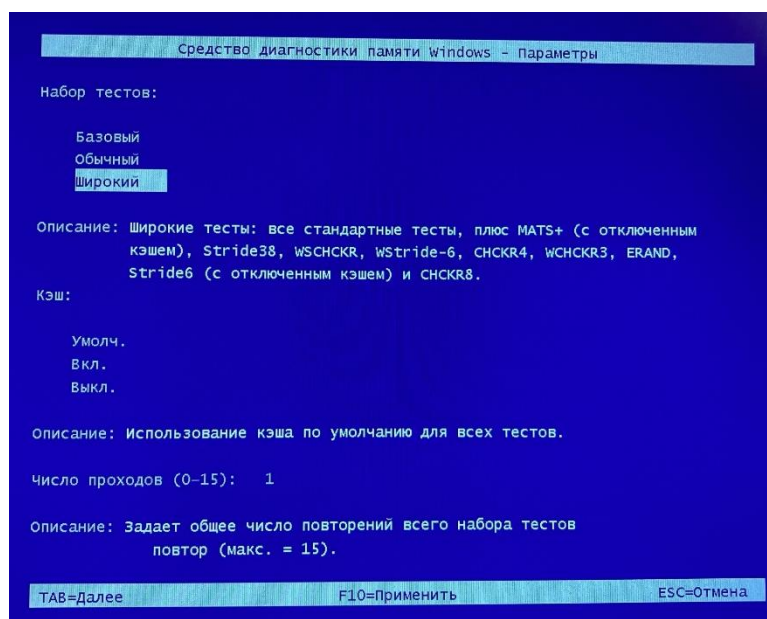 Средство диагностики памяти Windows - Параметры
Набор тестов:
Базовый
Обычный
Широкий
Описание: Широкие тесты: все стандартные тесты, плюс MATS+ (с отключенным
кэшем), Stride38, WSCHCKR, WStride-6, CHCKR4, WCHCKR3, ERAND,
Stride6 (с отключенным кэшем) и CHCKR8.
Кэш:
Умолч.
Вкл.
Выкл.
Описание: Использование кэша по умолчанию для всех тестов.
Число проходов (0-15): 1
Описание: Задает общее число повторений всего набора тестов
повтор (макс. = 15).
TAB=Далее F10=Применить ESC=Отмена